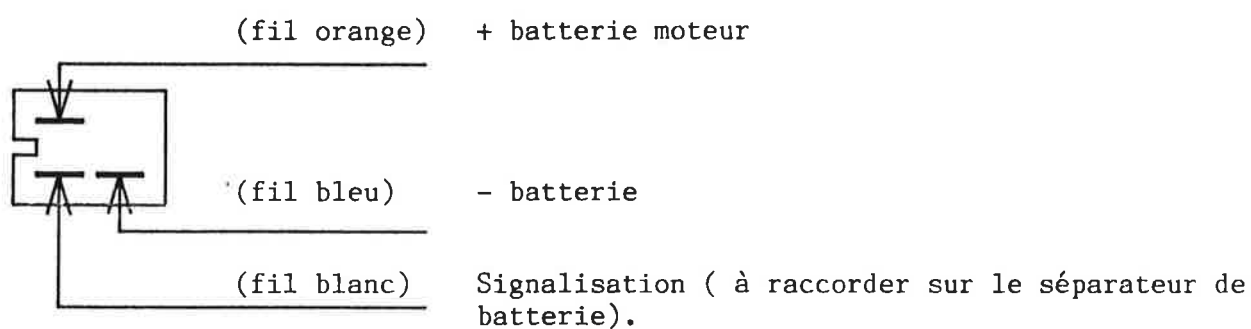 (fil orange) + batterie moteur
(fil bleu) - batterie
(fil blanc) Signalisation ( à raccorder sur le séparateur de
batterie).